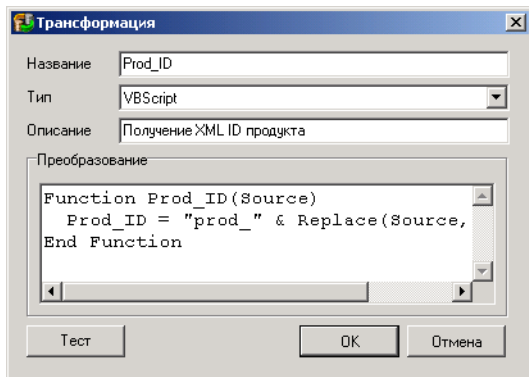 Трансформация
Название Prod_ID
Тип VBScript
Описание Получение XML ID продукта
Преобразование
Function Prod_ID(Source)
Prod_ID = "prod_" & Replace(Source,
End Function
Тест OK Отмена